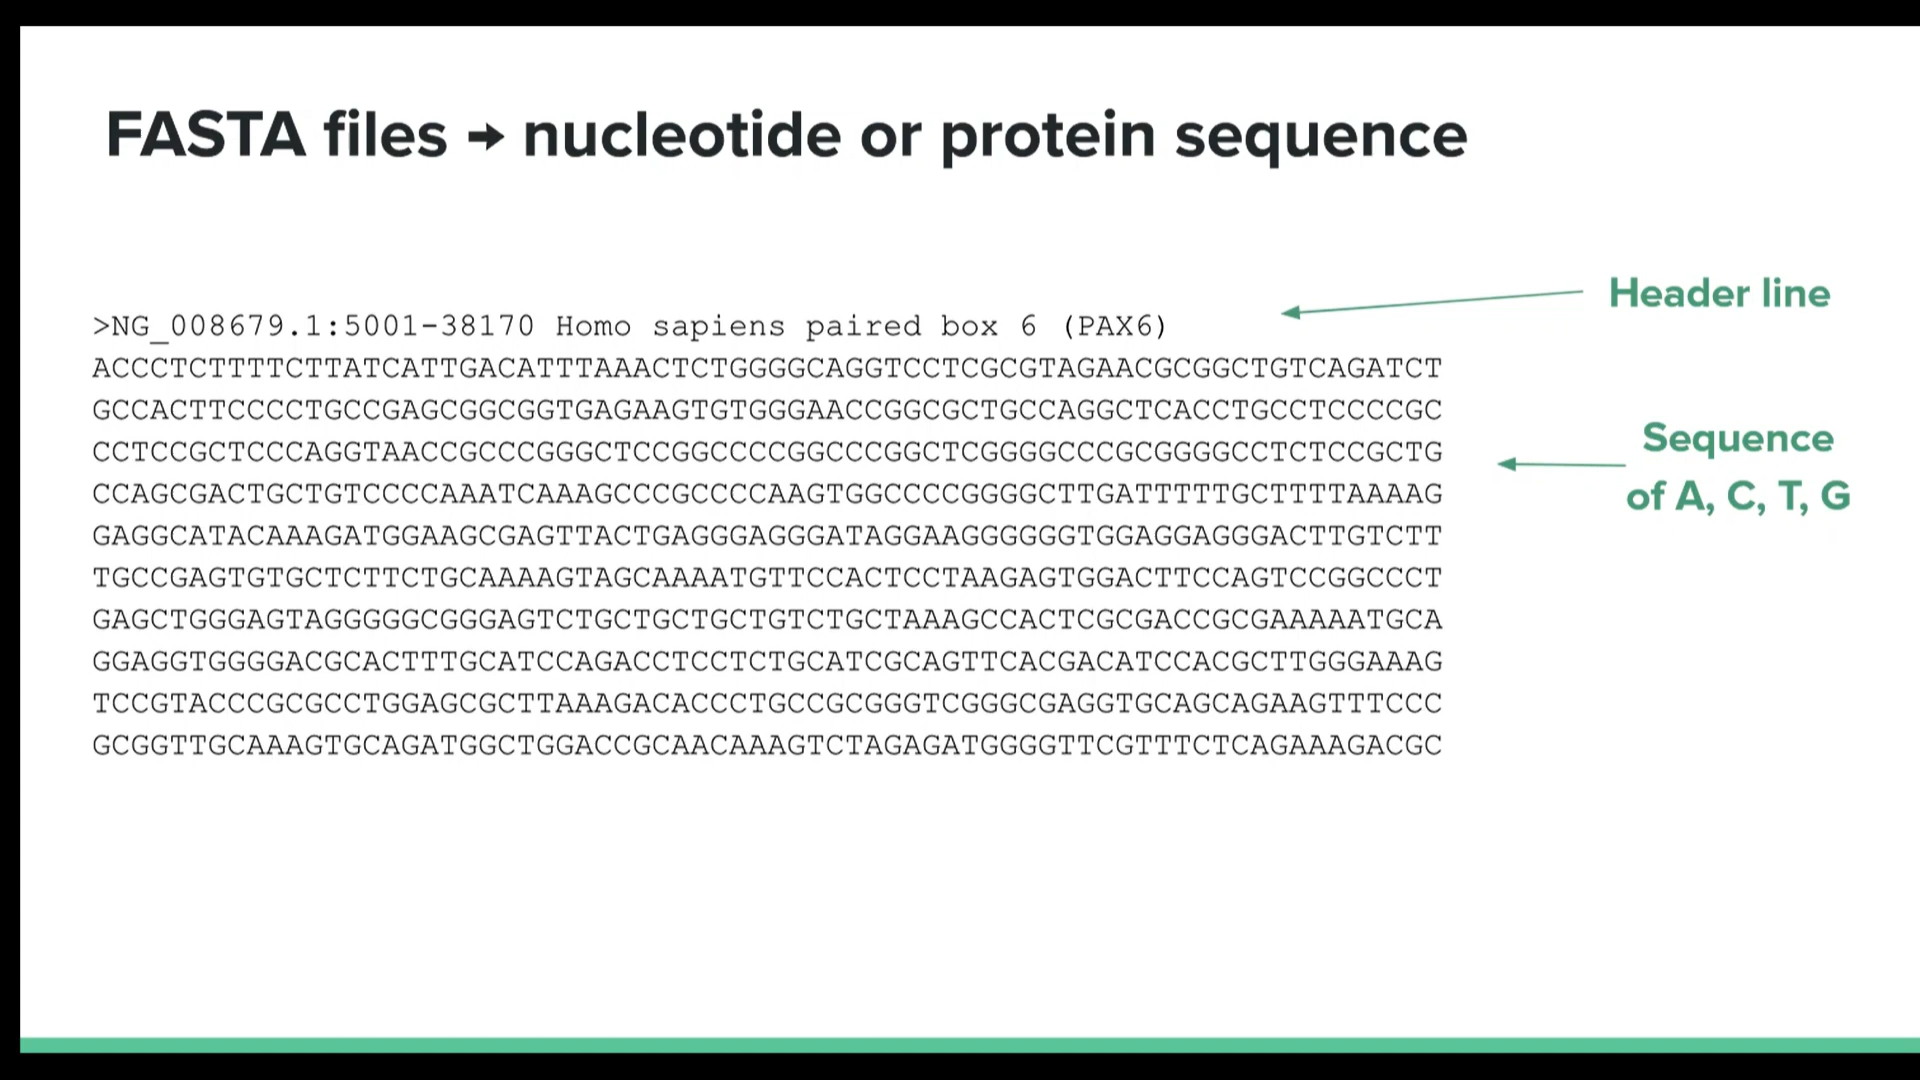 FASTA files → nucleotide or protein sequence
Header line
>NG_008679.1:5001-38170 Homo sapiens paired box 6 (PAX6)
ACCCTCTTTTCTTATCATTGACATTTAAACTCTGGGGCAGGTCCTCGCGTAGAACGCGGCTGTCAGATCT
GCCACTTCCCCTGCCGAGCGGCGGTGAGAAGTGTGGGAACCGGCGCTGCCAGGCTCACCTGCCTCCCCGC
CCTCCGCTCCCAGGTAACCGCCCGGGCTCCGGCCCCGGCCCGGCTCGGGGCCCGCGGGGCCTCTCCGCTG
CCAGCGACTGCTGTCCCCAAATCAAAGCCCGCCCCAAGTGGCCCCGGGGCTTGATTTTTGCTTTTAAAAG
GAGGCATACAAAGATGGAAGCGAGTTACTGAGGGAGGGATAGGAAGGGGGGTGGAGGAGGGACTTGTCTT
TGCCGAGTGTGCTCTTCTGCAAAAGTAGCAAAATGTTCCACTCCTAAGAGTGGACTTCCAGTCCGGCCCT
GAGCTGGGAGTAGGGGGCGGGAGTCTGCTGCTGCTGTCTGCTAAAGCCACTCGCGACCGCGAAAAATGCA
GGAGGTGGGGACGCACTTTGCATCCAGACCTCCTCTGCATCGCAGTTCACGACATCCACGCTTGGGAAAG
TCCGTACCCGCGCCTGGAGCGCTTAAAGACACCCTGCCGCGGGTCGGGCGAGGTGCAGCAGAAGTTTCCC
GCGGTTGCAAAGTGCAGATGGCTGGACCGCAACAAAGTCTAGAGATGGGGTTCGTTTCTCAGAAAGACGC
Sequence
of A, C, T, G